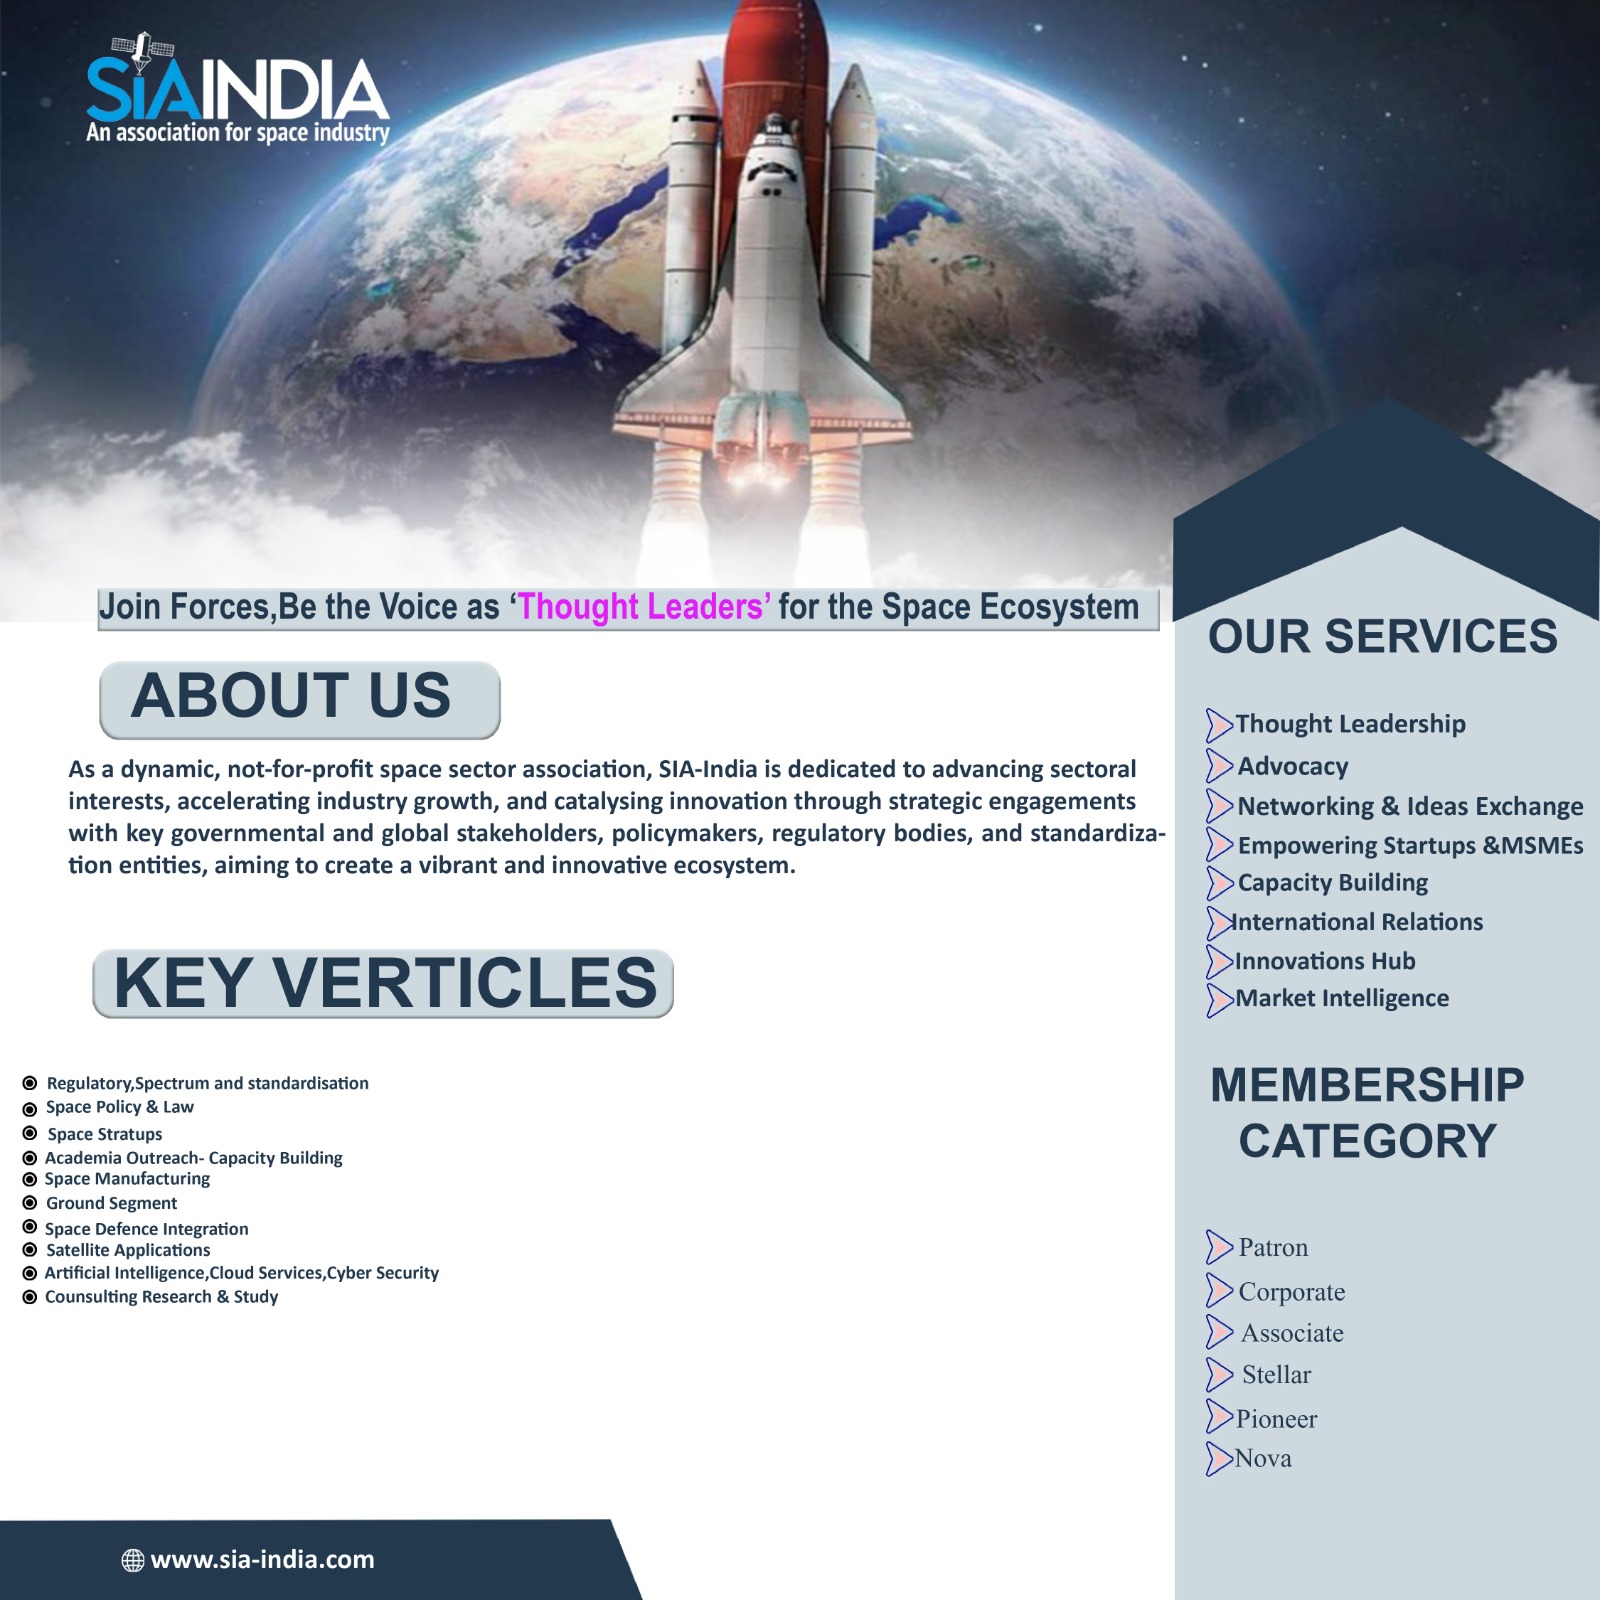 SiAINDIA
An association for space industry
Join Forces,Be the Voice as ‘Thought Leaders’ for the Space Ecosystem
ABOUT US
As a dynamic, not-for-profit space sector association, SIA-India is dedicated to advancing sectoral
interests, accelerating industry growth, and catalysing innovation through strategic engagements
with key governmental and global stakeholders, policymakers, regulatory bodies, and standardiza-
tion entities, aiming to create a vibrant and innovative ecosystem.
KEY VERTICLES
Regulatory,Spectrum and standardisation
Space Policy & Law
Space Stratups
Academia Outreach- Capacity Building
Space Manufacturing
Ground Segment
Space Defence Integration
Satellite Applications
Artificial Intelligence,Cloud Services,Cyber Security
Counsulting Research & Study
www.sia-india.com
OUR SERVICES
Thought Leadership
Advocacy
Networking & Ideas Exchange
Empowering Startups &MSMEs
Capacity Building
International Relations
Innovations Hub
Market Intelligence
MEMBERSHIP
CATEGORY
Patron
Corporate
Associate
Stellar
Pioneer
Nova